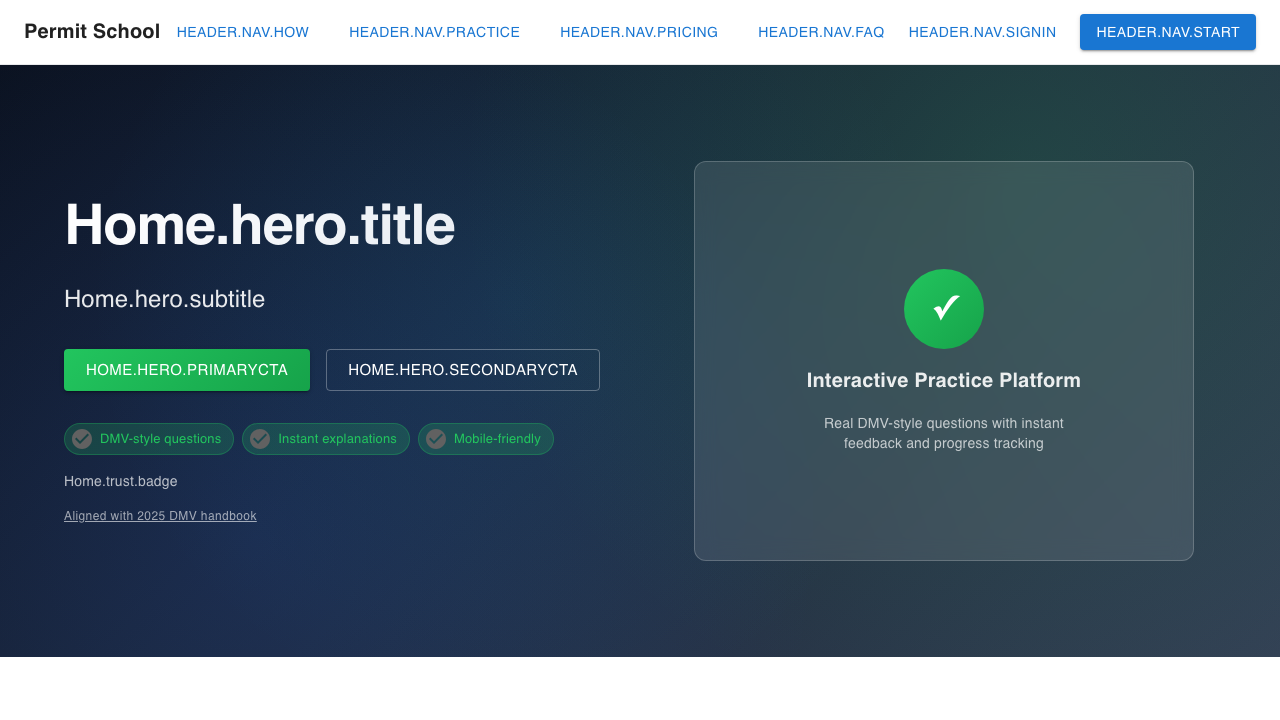 Permit School
HEADER.NAV.HOW
HEADER.NAV.PRACTICE
HEADER.NAV.PRICING
HEADER.NAV.FAQ
HEADER.NAV.SIGNIN
HEADER.NAV.START
Home.hero.title
Home.hero.subtitle
HOME.HERO.PRIMARYCTA
HOME.HERO.SECONDARYCTA
DMV-style questions
Instant explanations
Mobile-friendly
Home.trust.badge
Aligned with 2025 DMV handbook
Interactive Practice Platform
Real DMV-style questions with instant
feedback and progress tracking